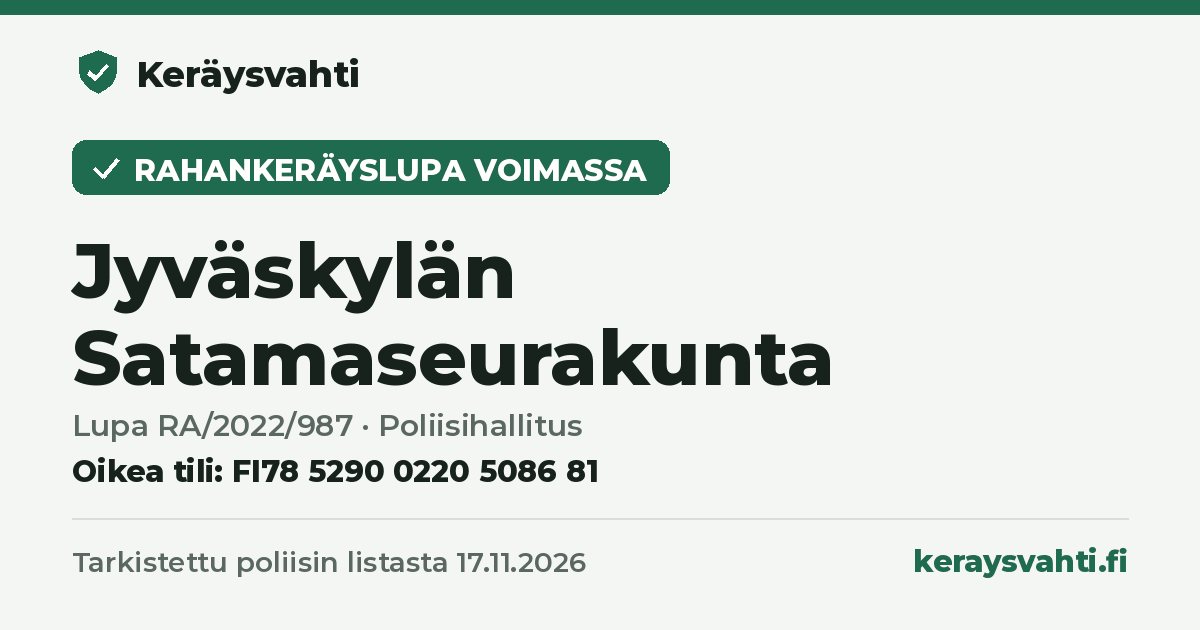 Keräysvahti
RAHANKERÄYSLUPA VOIMASSA
Jyväskylän
Satamaseurakunta
Lupa RA/2022/987 · Poliisihallitus
Oikea tili: FI78 5290 0220 5086 81
Tarkistettu poliisin listasta 17.11.2026
keraysvahti.fi